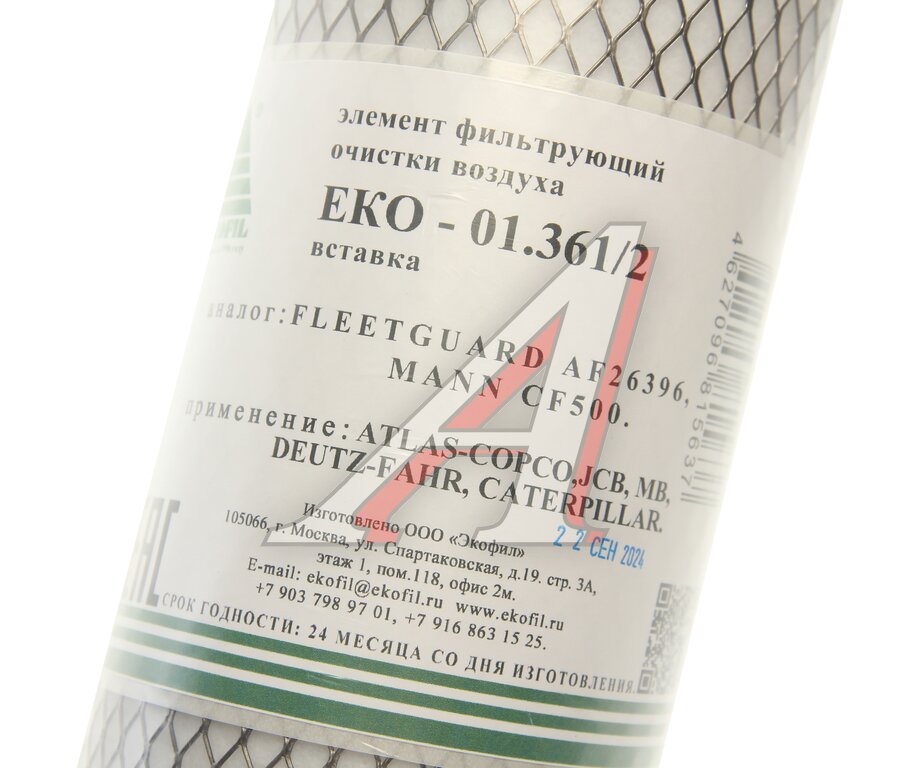 элемент фильтрующий
очистки воздуха
ЕКО - 01.361/2
вставка
аналог: FLEETGUARD AF26396,
MANN CF500.
применение: ATLAS-COPCO, JCB, MB,
DEUTZ-FAHR, CATERPILLAR.
Изготовлено ООО «Экофил»
105066, г. Москва, ул. Спартаковская, д.19. стр. 3А,
этаж 1, пом.118, офис 2м.
E-mail: ekofil@ekofil.ru www.ekofil.ru
+7 903 798 97 01, +7 916 863 15 25.
22 СЕН 2024
СРОК ГОДНОСТИ: 24 МЕСЯЦА СО ДНЯ ИЗГОТОВЛЕНИЯ.
4627096815637